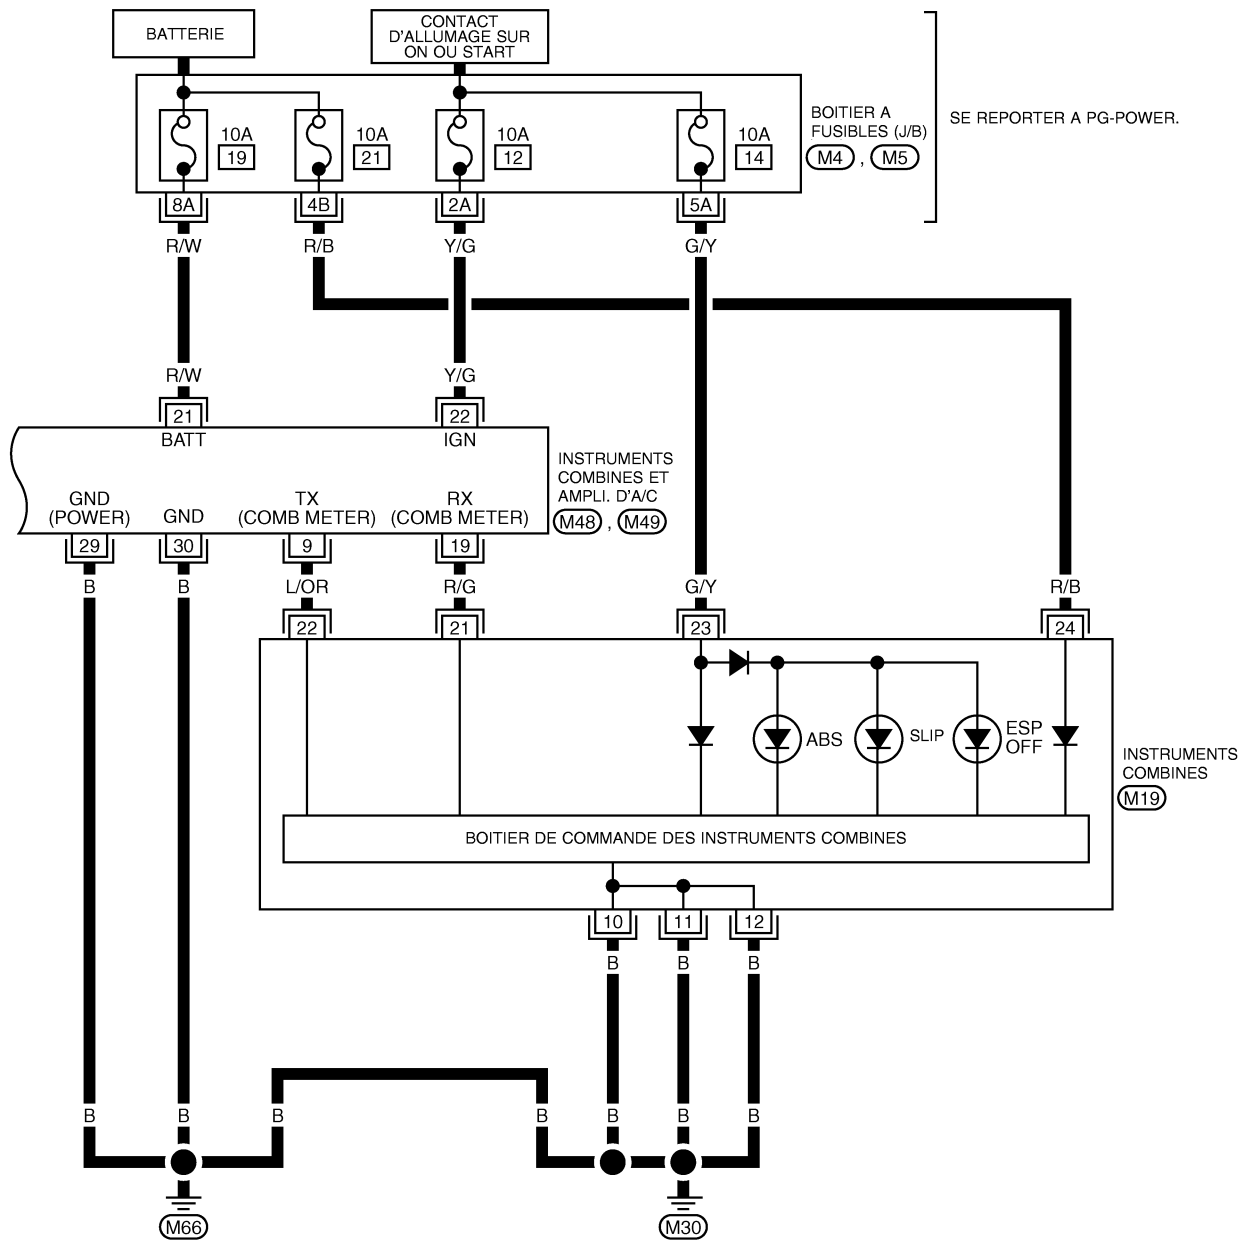 BATTERIE
CONTACT
D'ALLUMAGE SUR
ON OU START
SE REPORTER A PG-POWER.
BOITIER A
FUSIBLES (J/B)
M4 , M5
10A
19
10A
21
10A
12
10A
14
8A
4B
2A
5A
R/W
R/B
Y/G
G/Y
R/W
Y/G
21
22
BATT
IGN
INSTRUMENTS
COMBINES ET
AMPLI. D'A/C
M48 , M49
GND
(POWER)
GND
TX
(COMB METER)
RX
(COMB METER)
29
30
9
19
B
B
L/OR
R/G
G/Y
R/B
22
21
23
24
ABS
SLIP
ESP
OFF
INSTRUMENTS
COMBINES
M19
BOITIER DE COMMANDE DES INSTRUMENTS COMBINES
10
11
12
B
B
B
B
B
B
B
B
B
B
M66
M30